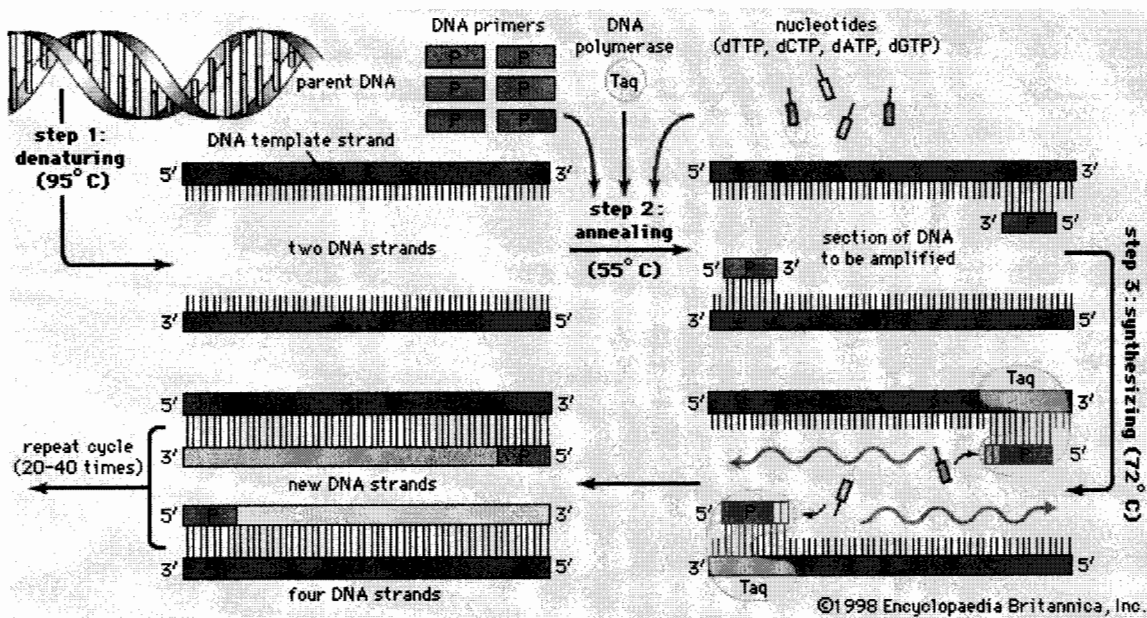 DNA primers
DNA
polymerase
nucleotides
(dTTP, dCTP, dATP, dGTP)
parent DNA
P P
P P
P P
Taq
step 1:
denaturing
(95° C)
DNA template strand
5′ 3′
two DNA strands
3′ 5′
step 2:
annealing
(55° C)
5′ 3′
3′ P 5′
section of DNA
to be amplified
5′ P 3′
3′ 5′
step 3: synthesizing (72° C)
Taq
5′ 3′
P 5′
5′ P
3′ 5′
Taq
repeat cycle
(20-40 times)
5′ 3′
3′ P 5′
new DNA strands
5′ P 3′
3′ 5′
four DNA strands
©1998 Encyclopaedia Britannica, Inc.